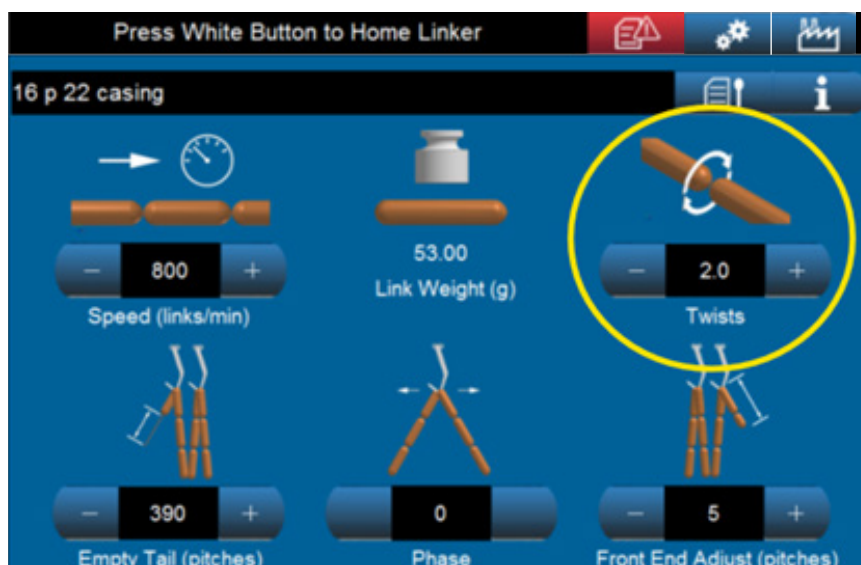 Press White Button to Home Linker
16 p 22 casing
i
− 800 +
Speed (links/min)
53.00
Link Weight (g)
− 2.0 +
Twists
− 390 +
Empty Tail (pitches)
0
Phase
− 5 +
Front End Adjust (pitches)